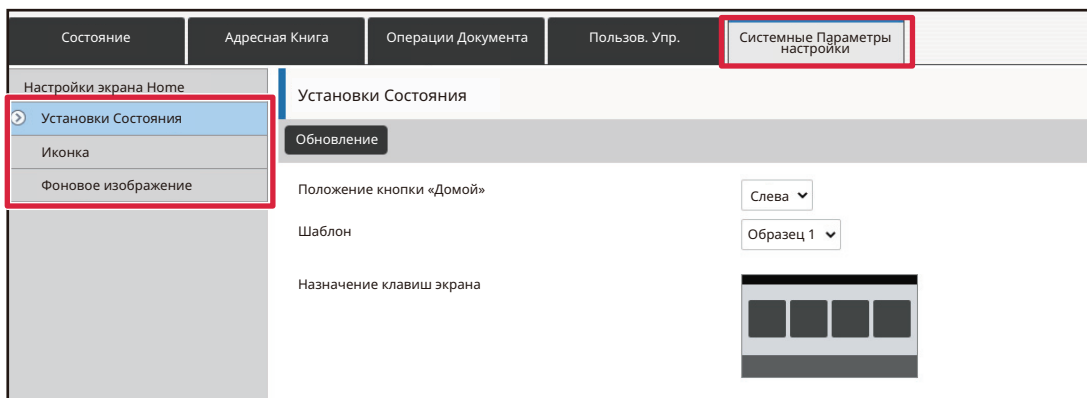 Состояние
Адресная Книга
Операции Документа
Пользов. Упр.
Системные Параметры
настройки
Настройки экрана Home
Установки Состояния
Иконка
Фоновое изображение
Установки Состояния
Обновление
Положение кнопки «Домой»
Слева
Шаблон
Образец 1
Назначение клавиш экрана